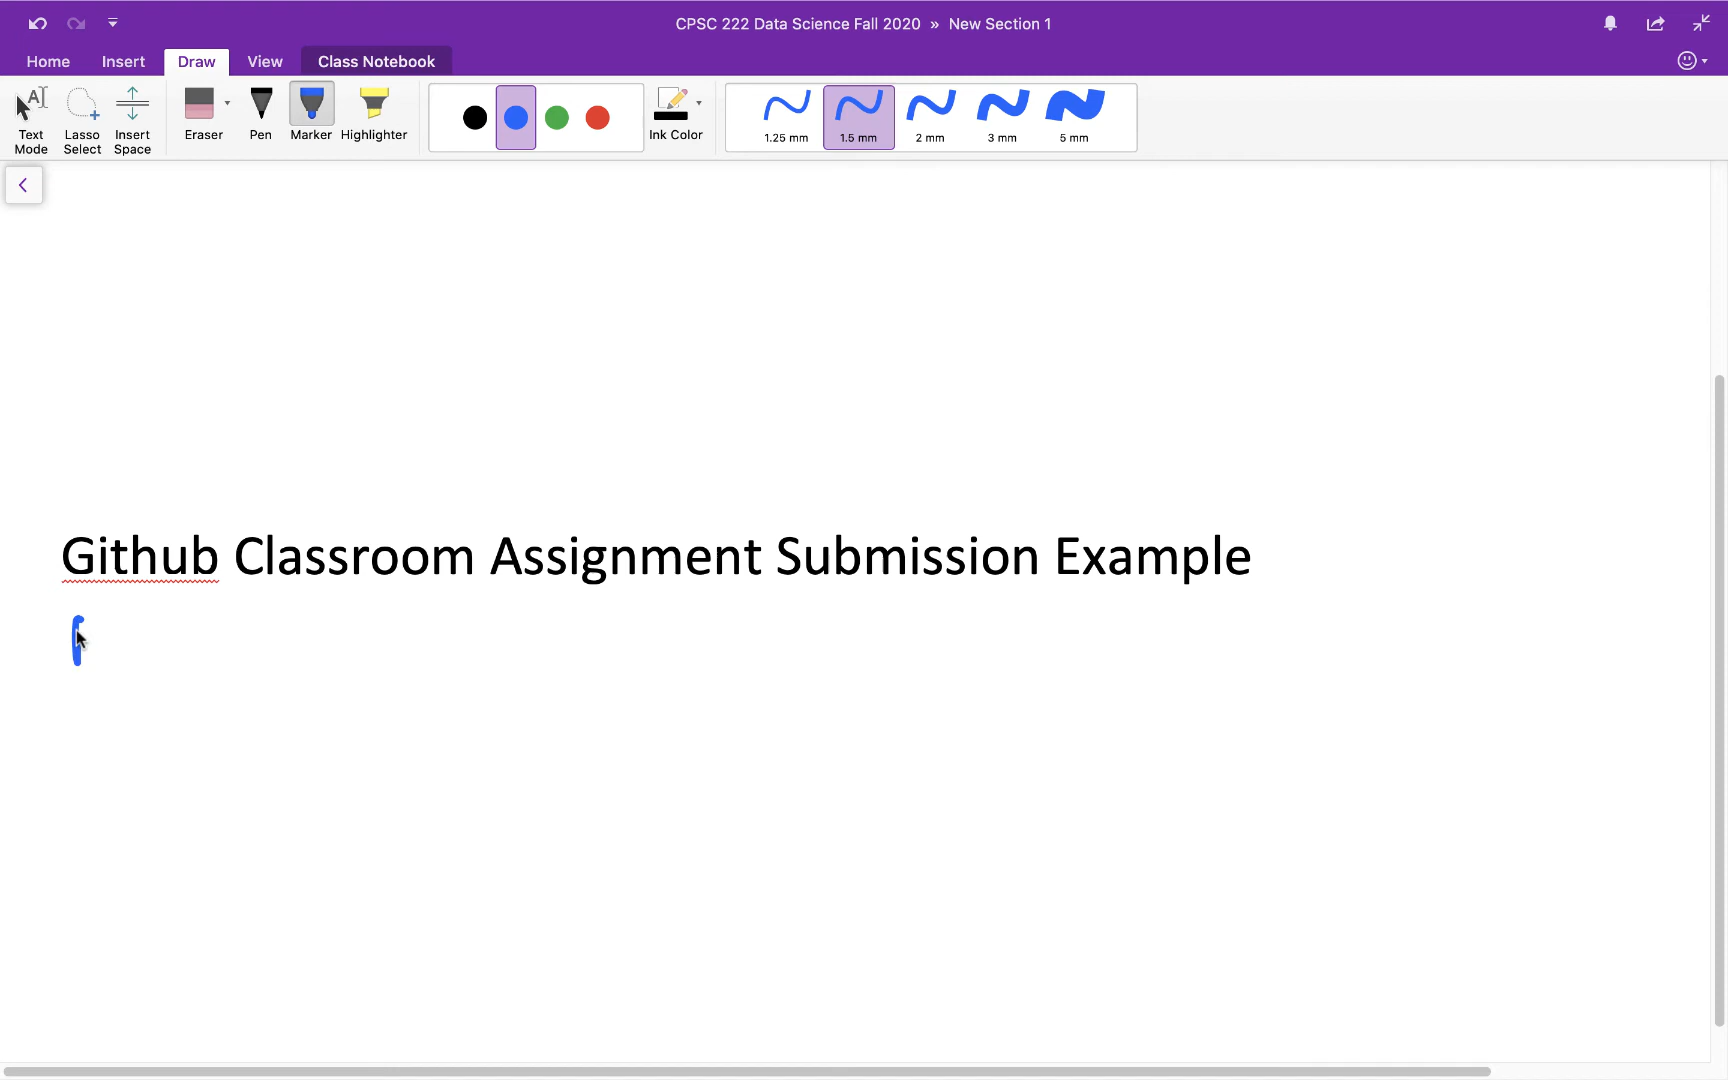 CPSC 222 Data Science Fall 2020 » New Section 1
Home Insert Draw View Class Notebook
Text Mode Lasso Select Insert Space Eraser Pen Marker Highlighter Ink Color 1.25 mm 1.5 mm 2 mm 3 mm 5 mm
Github Classroom Assignment Submission Example